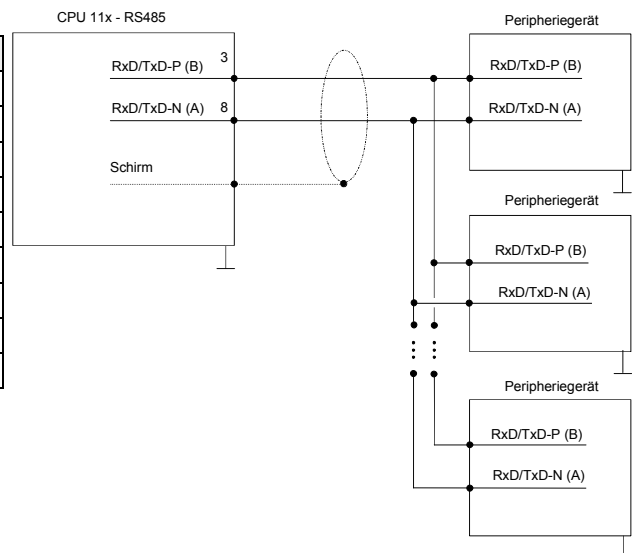 CPU 11x - RS485
RxD/TxD-P (B) 3
RxD/TxD-N (A) 8
Schirm
Peripheriegerät
RxD/TxD-P (B)
RxD/TxD-N (A)
Peripheriegerät
RxD/TxD-P (B)
RxD/TxD-N (A)
Peripheriegerät
RxD/TxD-P (B)
RxD/TxD-N (A)